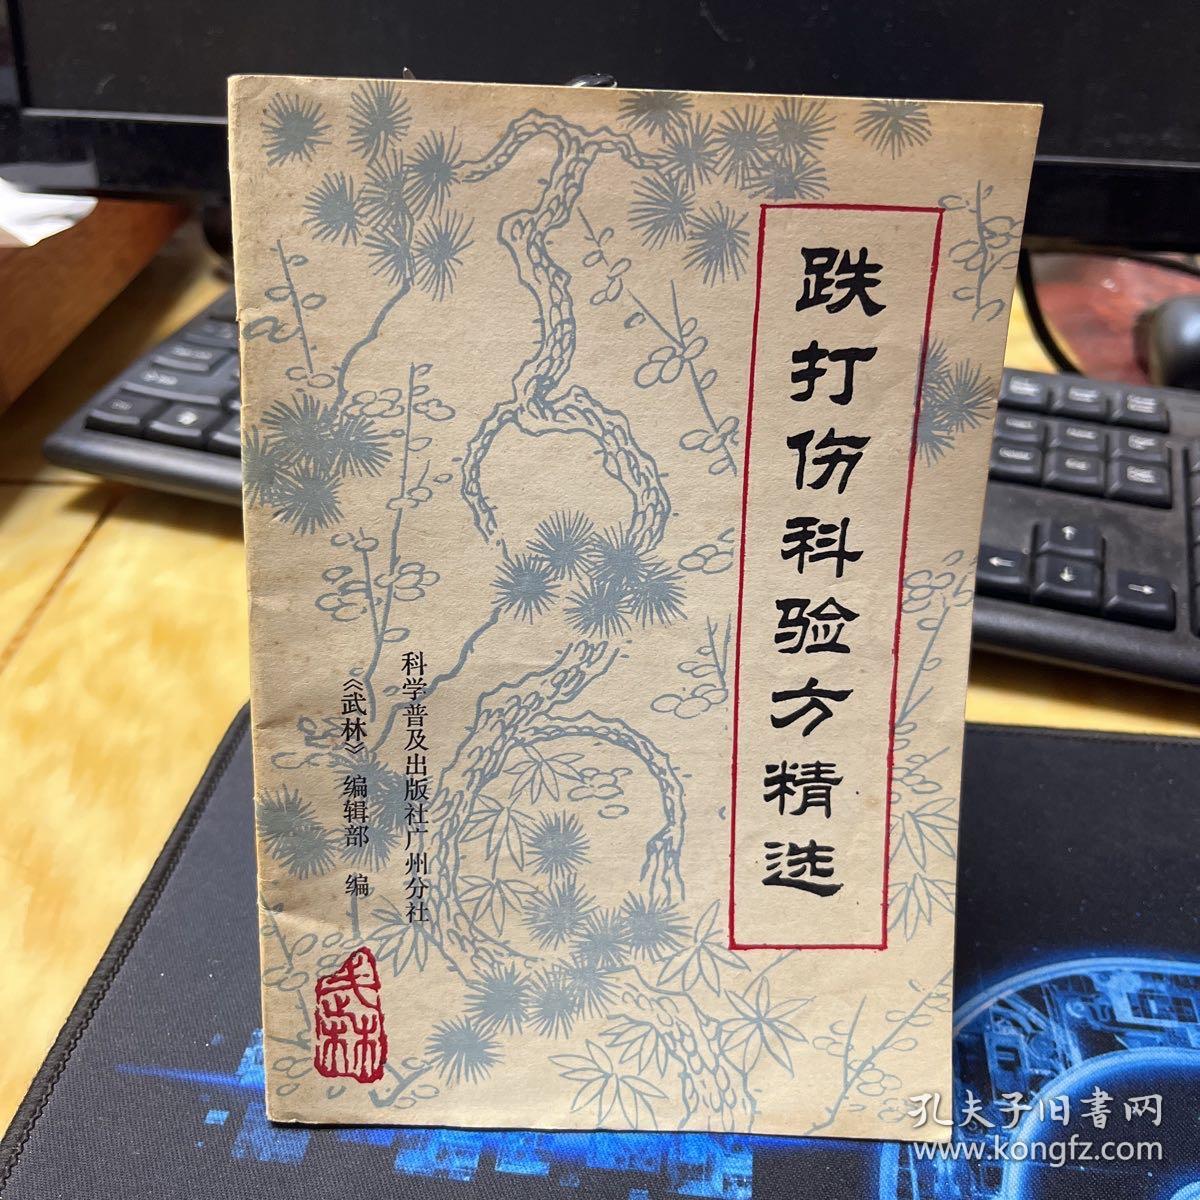 跌打伤科验方精选
科学普及出版社广州分社
《武林》编辑部 编
武林
孔夫子旧書网
www.kongfz.com